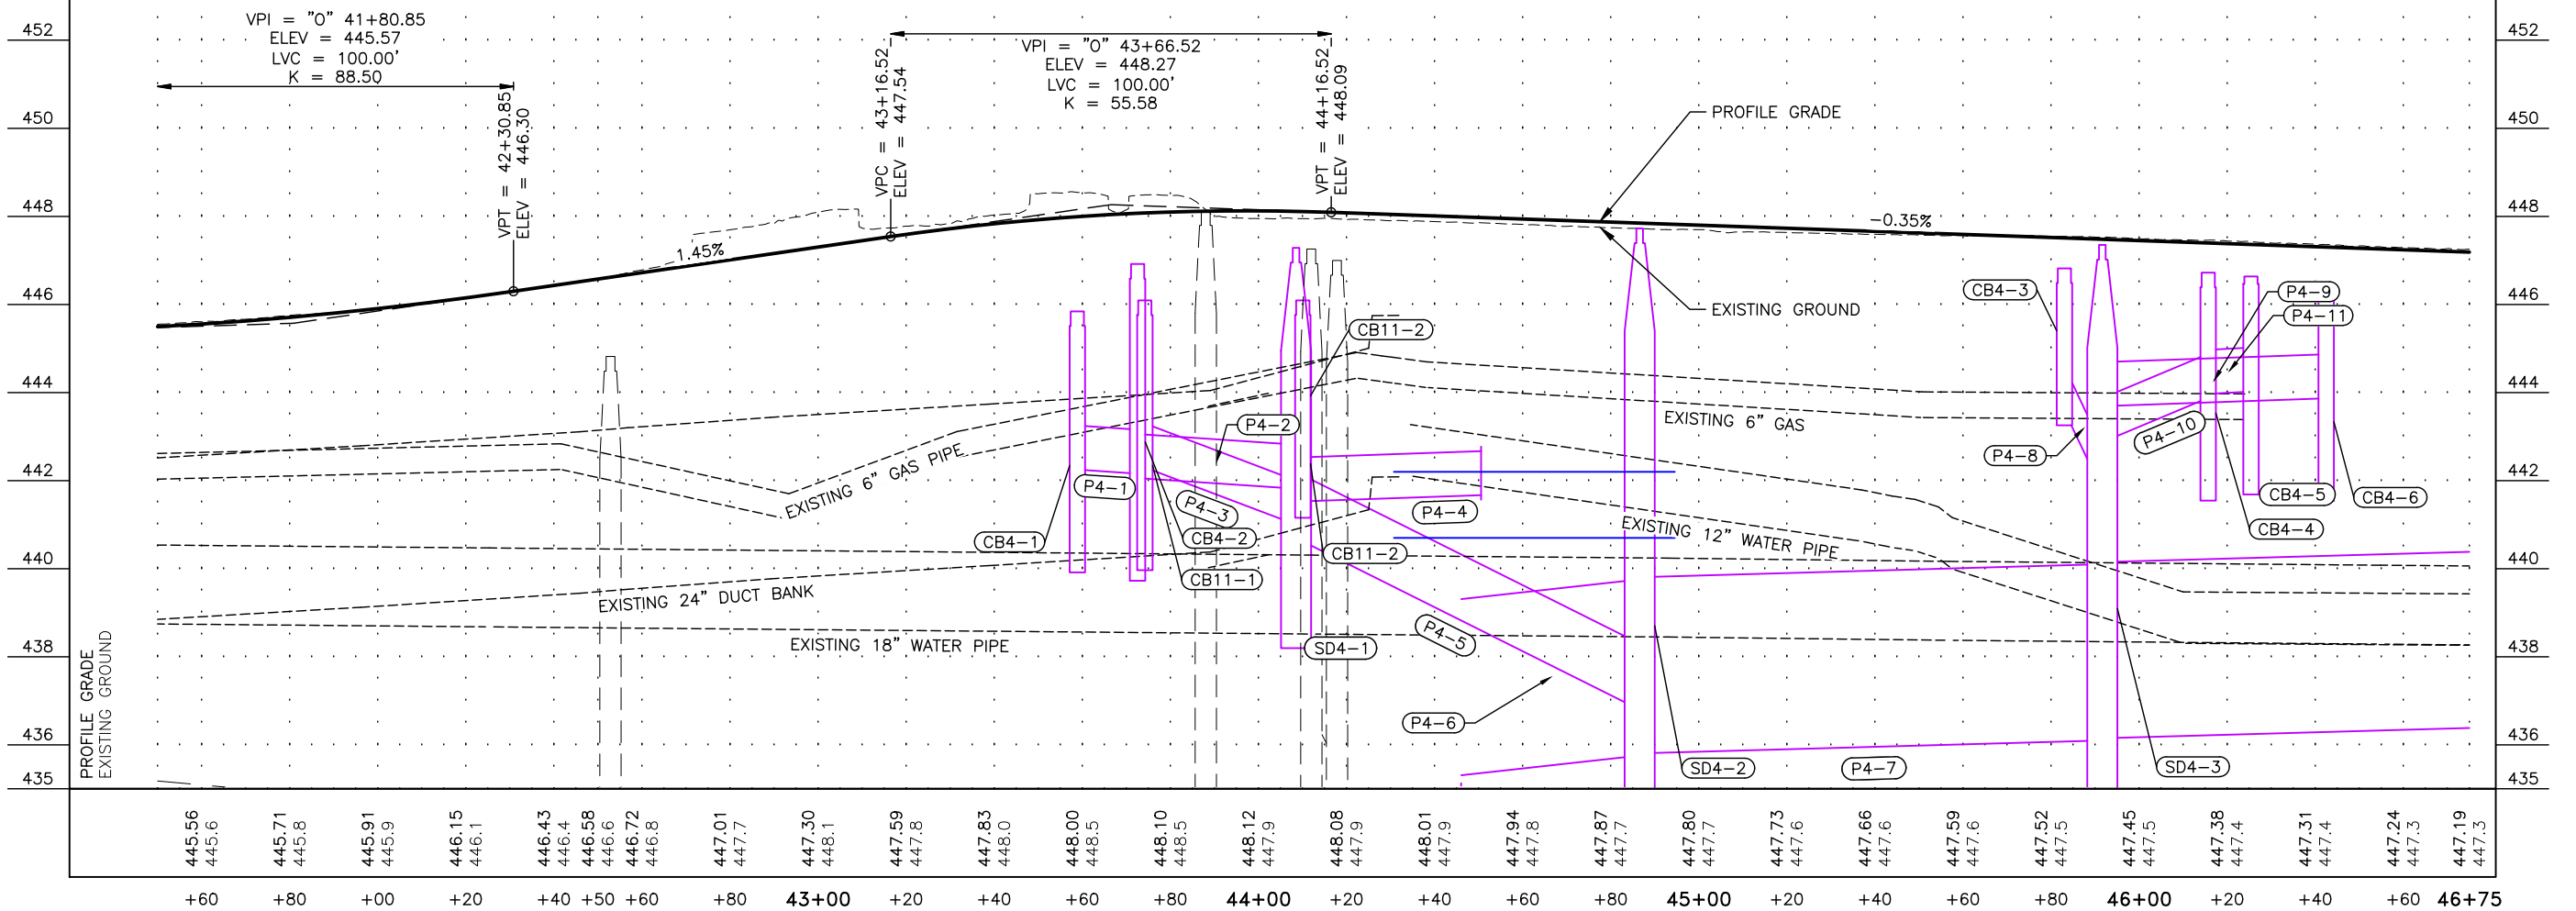 VPI = "O" 41+80.85
ELEV = 445.57
LVC = 100.00'
K = 88.50
VPT = 42+30.85
ELEV = 446.30
VPC = 43+16.52
ELEV = 447.54
VPI = "O" 43+66.52
ELEV = 448.27
LVC = 100.00'
K = 55.58
VPT = 44+16.52
ELEV = 448.09
PROFILE GRADE
EXISTING GROUND
1.45%
-0.35%
452
450
448
446
444
442
440
438
436
435
452
450
448
446
444
442
440
438
436
435
CB4-3
P4-9
P4-11
CB11-2
P4-2
EXISTING 6" GAS
P4-10
P4-8
EXISTING 6" GAS PIPE
P4-1
P4-3
P4-4
CB4-5
CB4-6
CB4-4
CB4-1
CB4-2
CB11-2
EXISTING 12" WATER PIPE
CB11-1
EXISTING 24" DUCT BANK
P4-5
EXISTING 18" WATER PIPE
SD4-1
P4-6
SD4-2
P4-7
SD4-3
PROFILE GRADE
EXISTING GROUND
445.56
445.6
445.71
445.8
445.91
445.9
446.15
446.1
446.43
446.4
446.58
446.6
446.72
446.8
447.01
447.7
447.30
448.1
447.59
447.8
447.83
448.0
448.00
448.5
448.10
448.5
448.12
447.9
448.08
447.9
448.01
447.9
447.94
447.8
447.87
447.7
447.80
447.7
447.73
447.6
447.66
447.6
447.59
447.6
447.52
447.5
447.45
447.5
447.38
447.4
447.31
447.4
447.24
447.3
447.19
447.3
+60 +80 +00 +20 +40 +50 +60 +80 43+00 +20 +40 +60 +80 44+00 +20 +40 +60 +80 45+00 +20 +40 +60 +80 46+00 +20 +40 +60 46+75